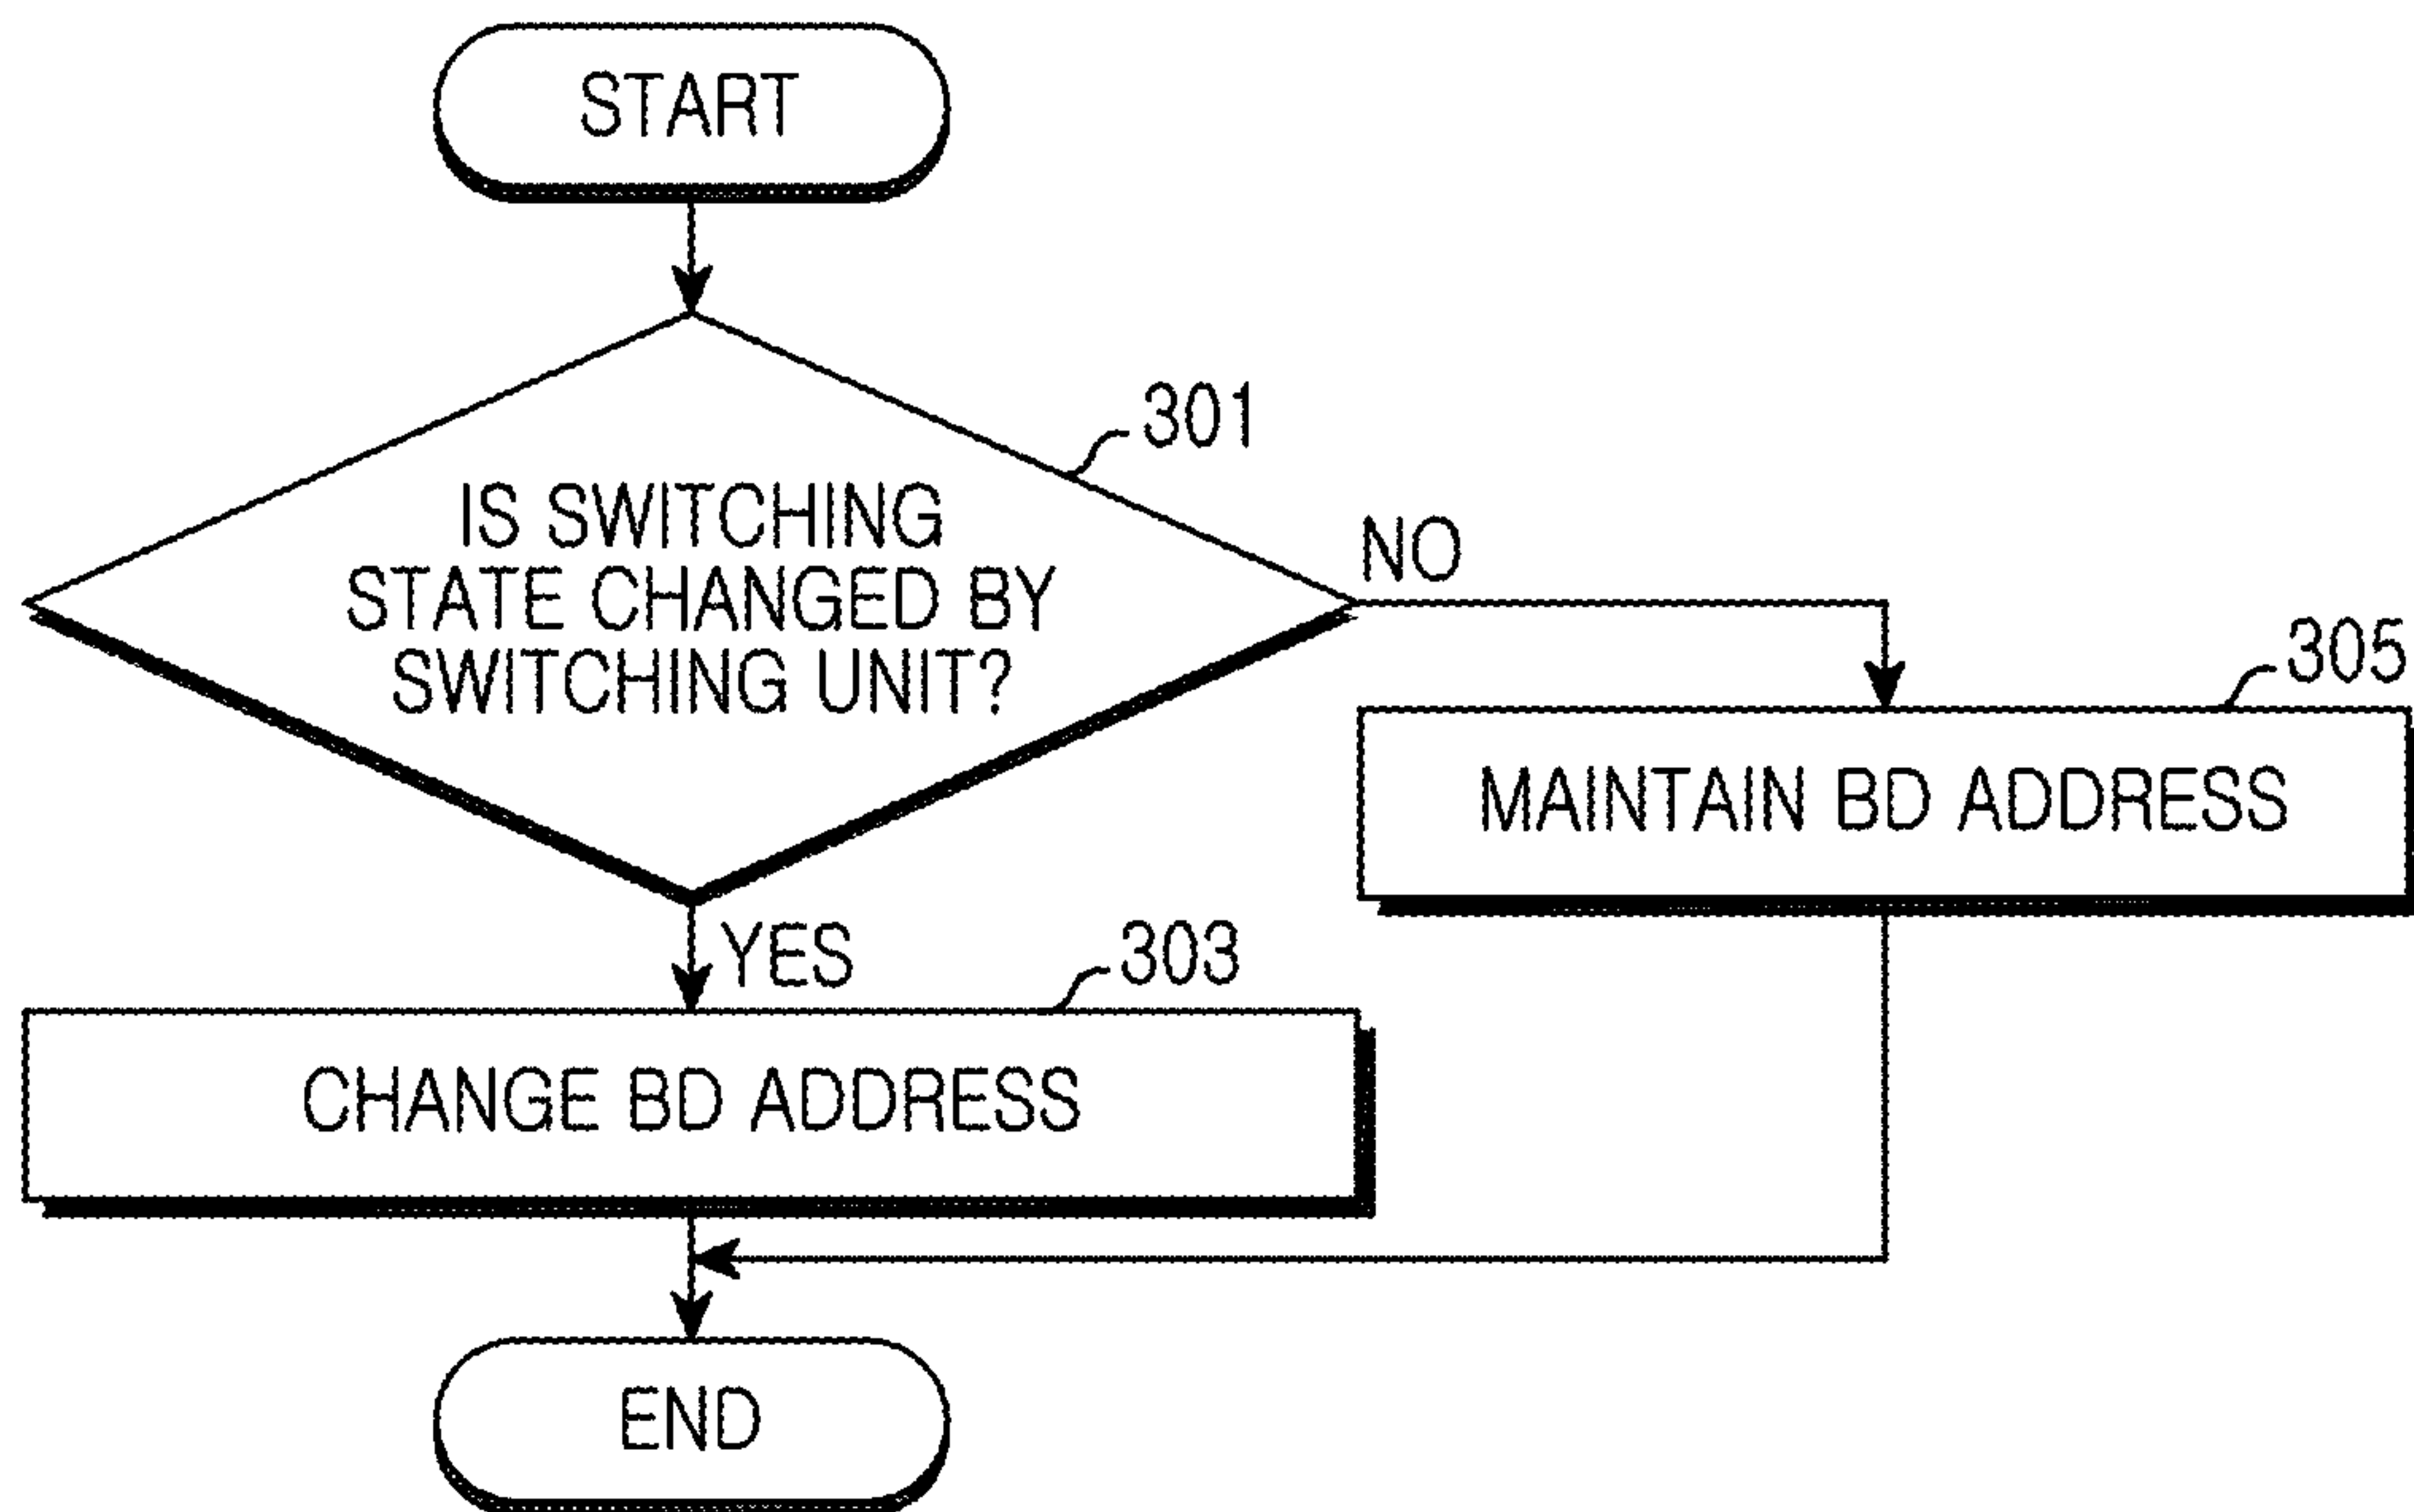 START
301
IS SWITCHING
STATE CHANGED BY
SWITCHING UNIT?
NO
305
MAINTAIN BD ADDRESS
YES
303
CHANGE BD ADDRESS
END